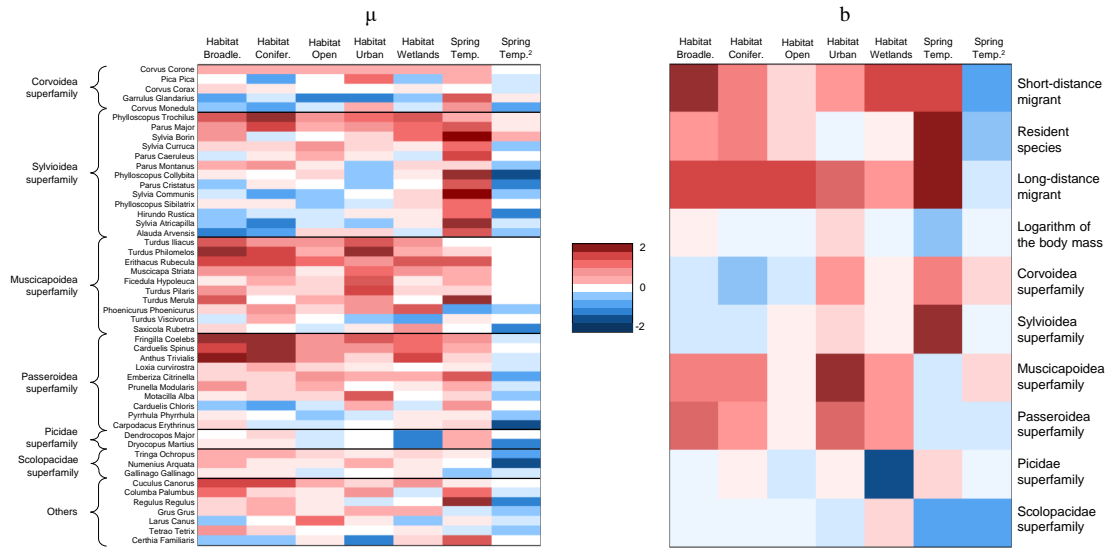 μ
Habitat Broadle.
Habitat Conifer.
Habitat Open
Habitat Urban
Habitat Wetlands
Spring Temp.
Spring Temp.²
Corvoidea superfamily
Corvus Corone
Pica Pica
Corvus Corax
Garrulus Glandarius
Corvus Monedula
Sylvioidea superfamily
Phylloscopus Trochilus
Parus Major
Sylvia Borin
Sylvia Curruca
Parus Caeruleus
Parus Montanus
Phylloscopus Collybita
Parus Cristatus
Sylvia Communis
Phylloscopus Sibilatrix
Hirundo Rustica
Sylvia Atricapilla
Alauda Arvensis
Muscicapoidea superfamily
Turdus Iliacus
Turdus Philomelos
Erithacus Rubecula
Muscicapa Striata
Ficedula Hypoleuca
Turdus Pilaris
Turdus Merula
Phoenicurus Phoenicurus
Turdus Viscivorus
Saxicola Rubetra
Passeroidea superfamily
Fringilla Coelebs
Carduelis Spinus
Anthus Trivialis
Loxia curvirostra
Emberiza Citrinella
Prunella Modularis
Motacilla Alba
Carduelis Chloris
Pyrrhula Phyrrhula
Carpodacus Erythrinus
Picidae superfamily
Dendrocopos Major
Dryocopus Martius
Scolopacidae superfamily
Tringa Ochropus
Numenius Arquata
Gallinago Gallinago
Others
Cuculus Canorus
Columba Palumbus
Regulus Regulus
Grus Grus
Larus Canus
Tetrao Tetrix
Certhia Familiaris
2
1
0
-1
-2
b
Habitat Broadle.
Habitat Conifer.
Habitat Open
Habitat Urban
Habitat Wetlands
Spring Temp.
Spring Temp.²
Short-distance
migrant
Resident
species
Long-distance
migrant
Logarithm of
the body mass
Corvoidea
superfamily
Sylvioidea
superfamily
Muscicapoidea
superfamily
Passeroidea
superfamily
Picidae
superfamily
Scolopacidae
superfamily